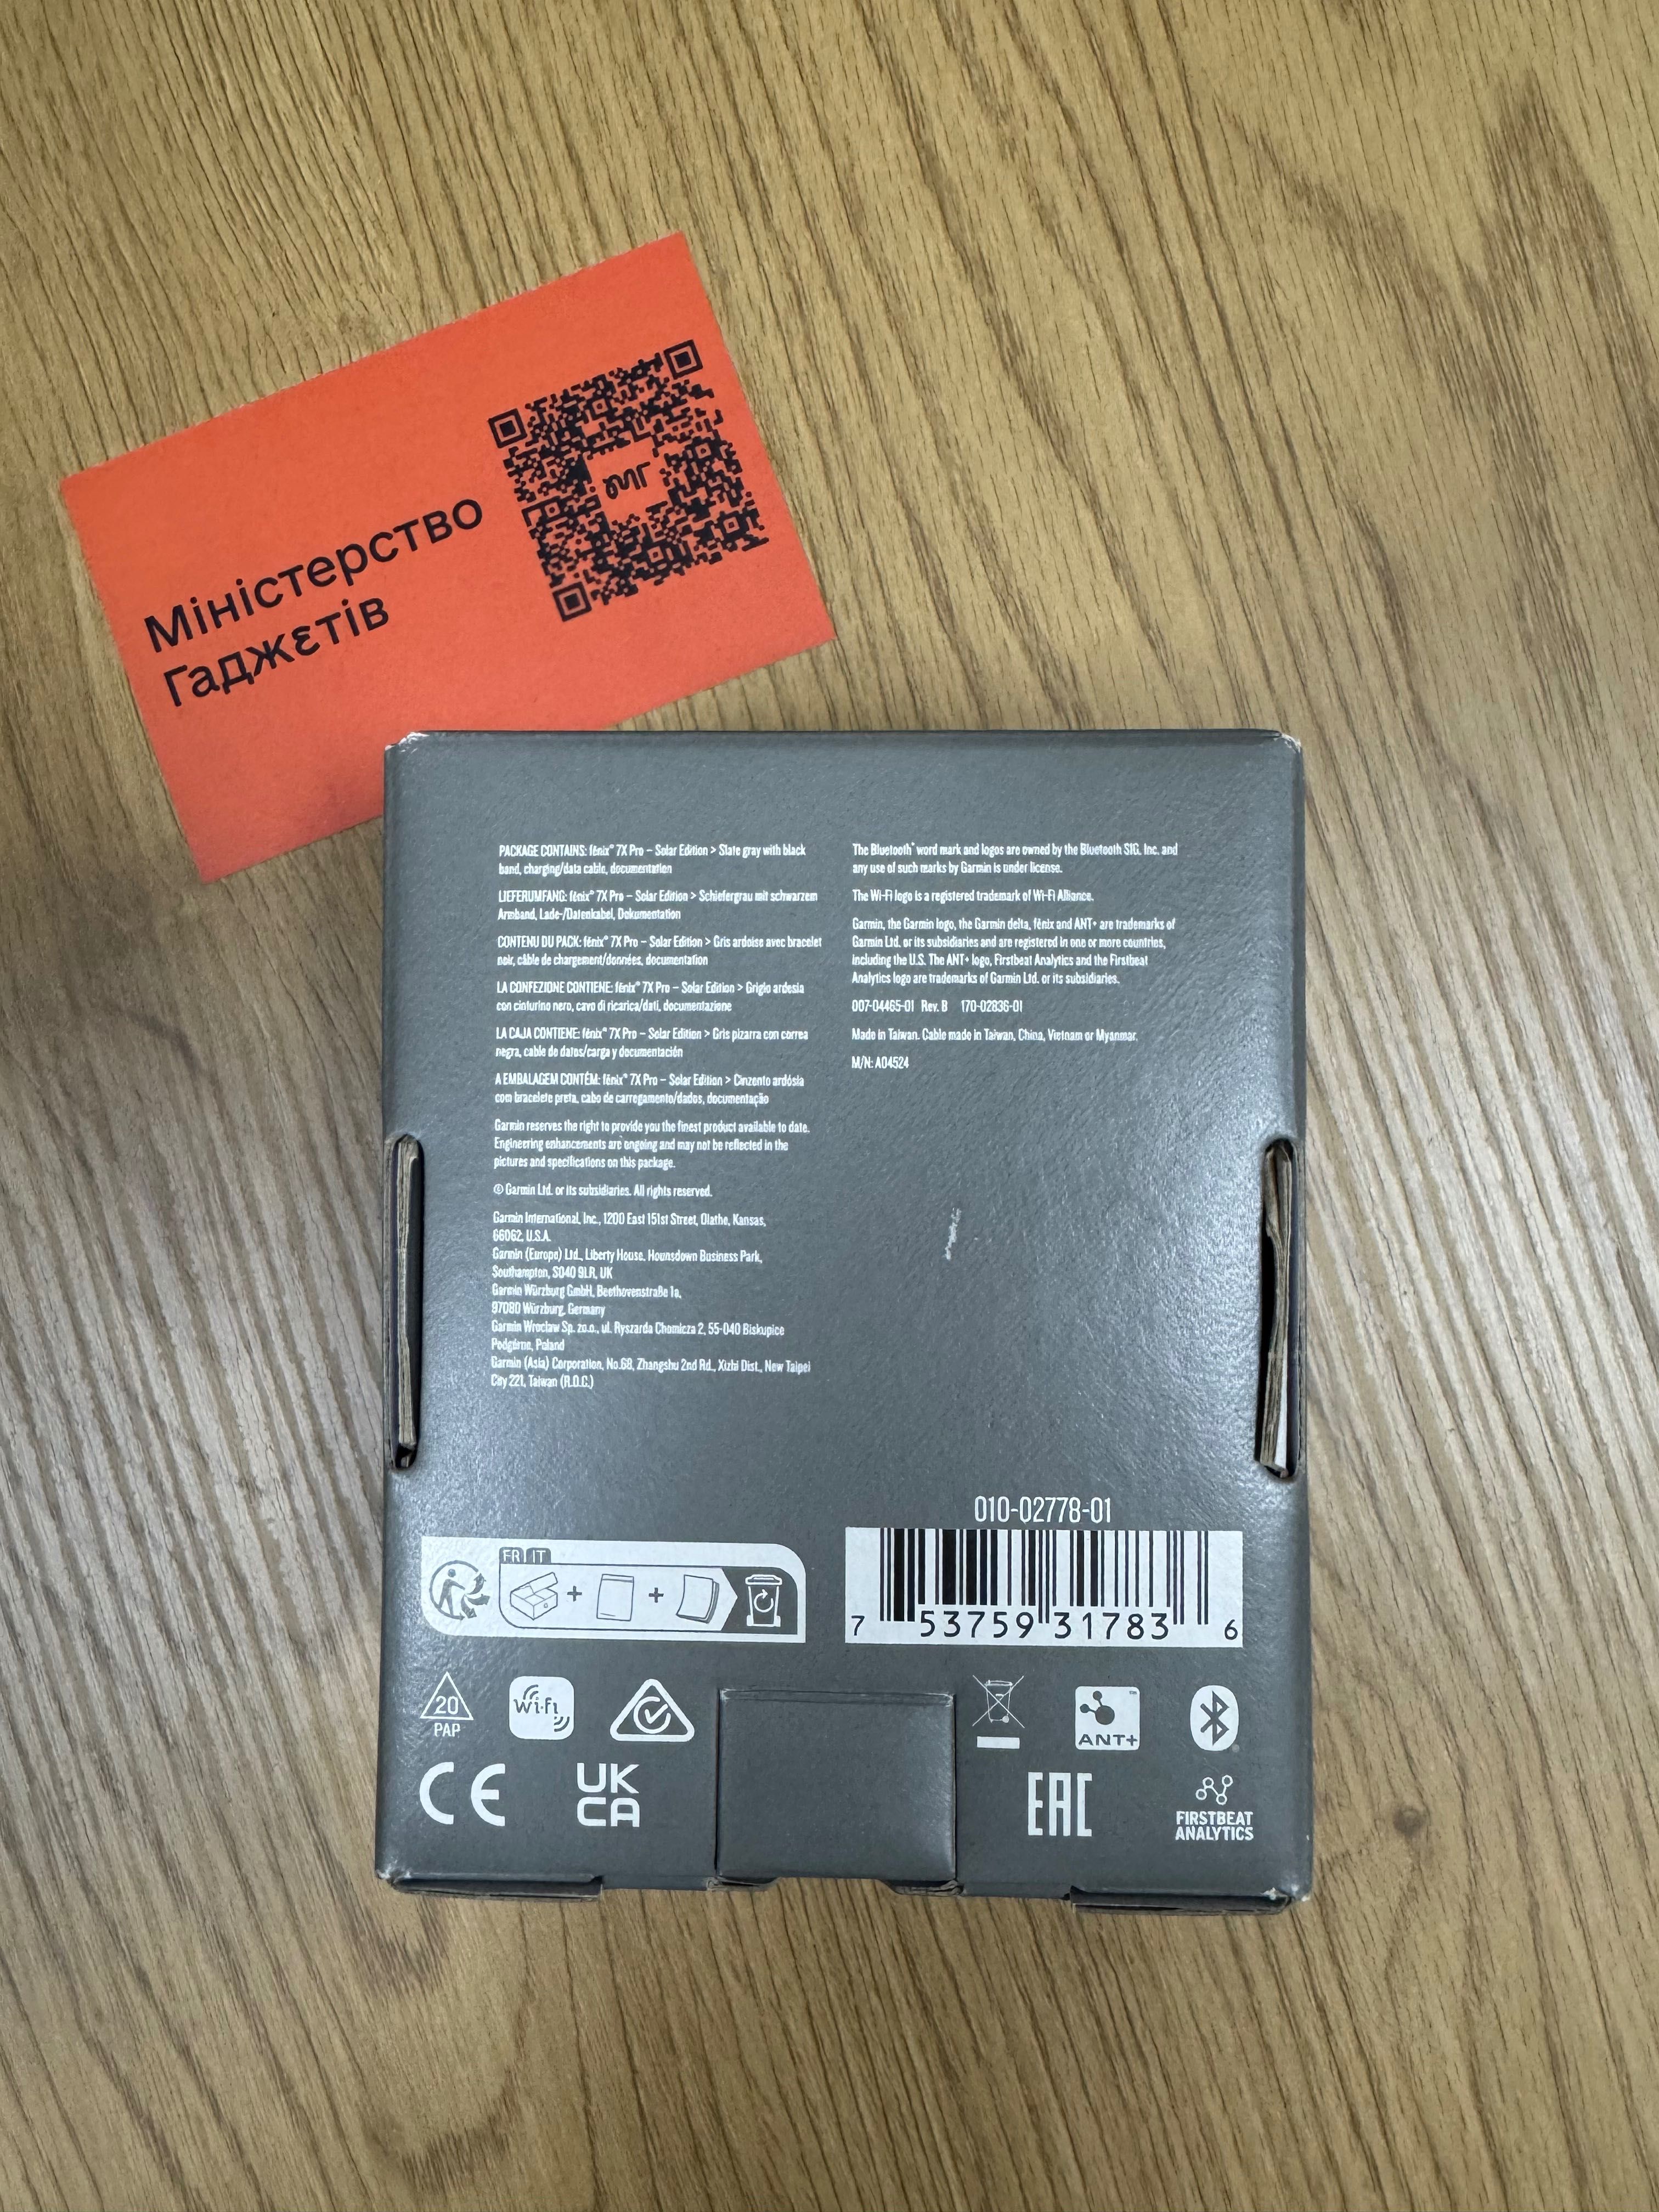 Міністерство
Гаджетів
мг
PACKAGE CONTAINS: fēnix® 7X Pro – Solar Edition > Slate gray with black
band, charging/data cable, documentation
LIEFERUMFANG: fēnix® 7X Pro – Solar Edition > Schiefergrau mit schwarzem
Armband, Lade-/Datenkabel, Dokumentation
CONTENU DU PACK: fēnix® 7X Pro – Solar Edition > Gris ardoise avec bracelet
noir, câble de chargement/données, documentation
LA CONFEZIONE CONTIENE: fēnix® 7X Pro – Solar Edition > Grigio ardesia
con cinturino nero, cavo di ricarica/dati, documentazione
LA CAJA CONTIENE: fēnix® 7X Pro – Solar Edition > Gris pizarra con correa
negra, cable de datos/carga y documentación
A EMBALAGEM CONTÉM: fēnix® 7X Pro – Solar Edition > Cinzento ardósia
com bracelete preta, cabo de carregamento/dados, documentação
Garmin reserves the right to provide you the finest product available to date.
Engineering enhancements are ongoing and may not be reflected in the
pictures and specifications on this package.
© Garmin Ltd. or its subsidiaries. All rights reserved.
Garmin International, Inc., 1200 East 151st Street, Olathe, Kansas,
66062, U.S.A.
Garmin (Europe) Ltd., Liberty House, Hounsdown Business Park,
Southampton, SO40 9LR, UK
Garmin Würzburg GmbH, Beethovenstraße 1a,
97080 Würzburg, Germany
Garmin Wroclaw Sp. zo.o., ul. Ryszarda Chomicza 2, 55-040 Biskupice
Podgórne, Poland
Garmin (Asia) Corporation, No.68, Zhangshu 2nd Rd., Xizhi Dist., New Taipei
City 221, Taiwan (R.O.C.)
The Bluetooth® word mark and logos are owned by the Bluetooth SIG, Inc. and
any use of such marks by Garmin is under license.
The Wi-Fi logo is a registered trademark of Wi-Fi Alliance.
Garmin, the Garmin logo, the Garmin delta, fēnix and ANT+ are trademarks of
Garmin Ltd. or its subsidiaries and are registered in one or more countries,
including the U.S. The ANT+ logo, Firstbeat Analytics and the Firstbeat
Analytics logo are trademarks of Garmin Ltd. or its subsidiaries.
007-04465-01 Rev. B 170-02836-01
Made in Taiwan. Cable made in Taiwan, China, Vietnam or Myanmar.
M/N: A04524
010-02778-01
7 53759 31783 6
FR IT
+ +
20
PAP
Wi-Fi
ANT+™
CE
UK
CA
EAC
FIRSTBEAT
ANALYTICS